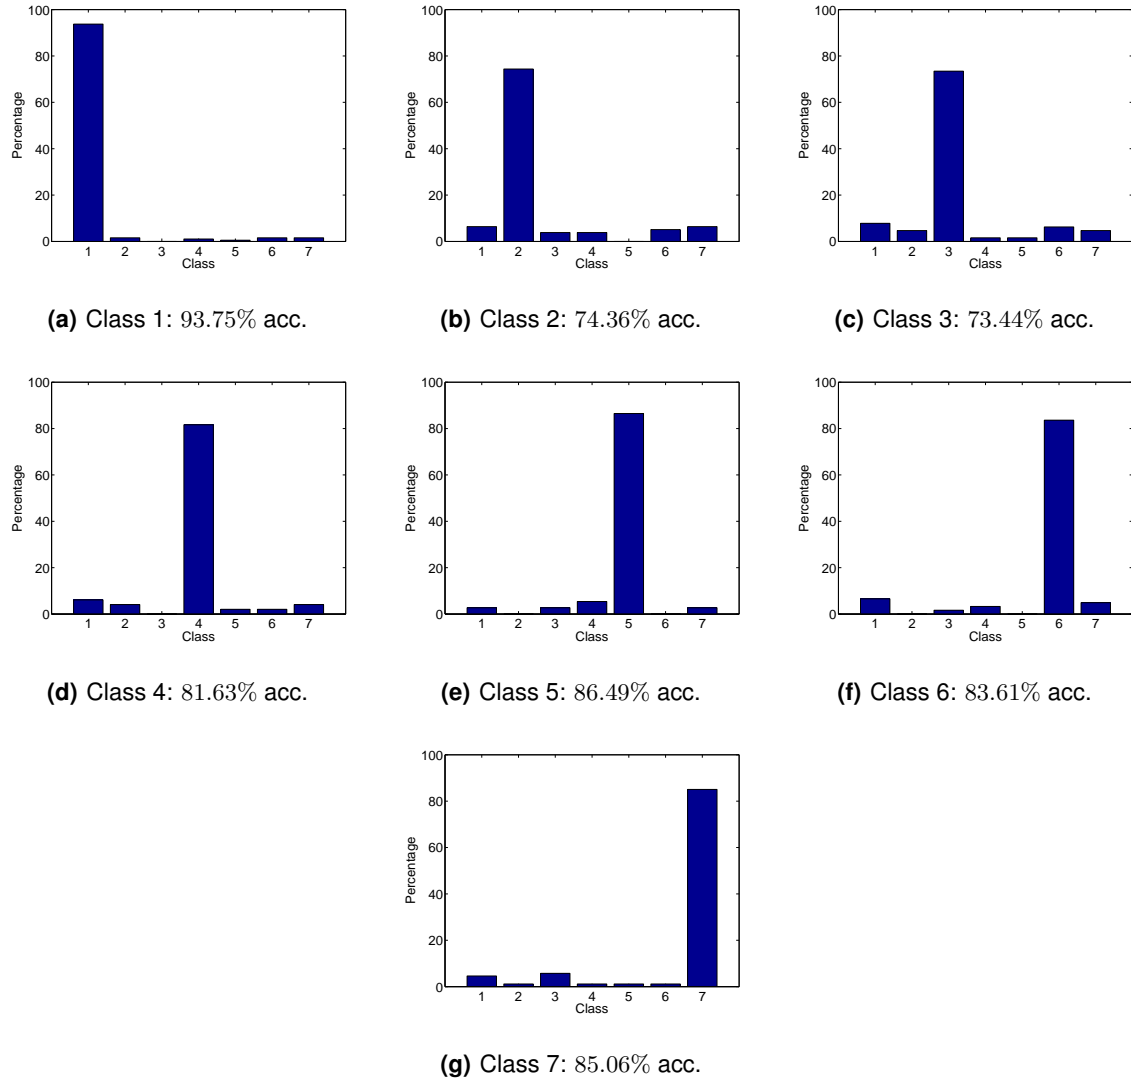 100
80
60
40
20
0
Percentage
1 2 3 4 5 6 7
Class
(a) Class 1: 93.75% acc.
100
80
60
40
20
0
Percentage
1 2 3 4 5 6 7
Class
(b) Class 2: 74.36% acc.
100
80
60
40
20
0
Percentage
1 2 3 4 5 6 7
Class
(c) Class 3: 73.44% acc.
100
80
60
40
20
0
Percentage
1 2 3 4 5 6 7
Class
(d) Class 4: 81.63% acc.
100
80
60
40
20
0
Percentage
1 2 3 4 5 6 7
Class
(e) Class 5: 86.49% acc.
100
80
60
40
20
0
Percentage
1 2 3 4 5 6 7
Class
(f) Class 6: 83.61% acc.
100
80
60
40
20
0
Percentage
1 2 3 4 5 6 7
Class
(g) Class 7: 85.06% acc.